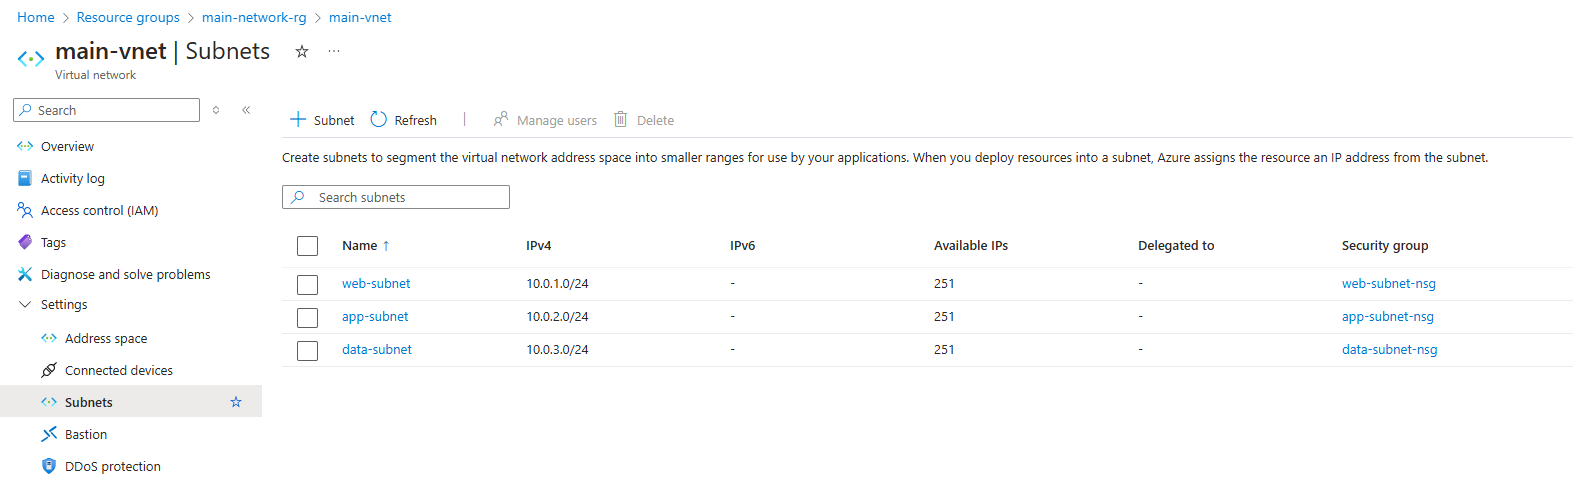 Home > Resource groups > main-network-rg > main-vnet
main-vnet | Subnets
Virtual network
Search
Overview
Activity log
Access control (IAM)
Tags
Diagnose and solve problems
Settings
Address space
Connected devices
Subnets
Bastion
DDoS protection
Subnet Refresh | Manage users Delete
Create subnets to segment the virtual network address space into smaller ranges for use by your applications. When you deploy resources into a subnet, Azure assigns the resource an IP address from the subnet.
Search subnets
Name ↑ IPv4 IPv6 Available IPs Delegated to Security group
web-subnet 10.0.1.0/24 - 251 - web-subnet-nsg
app-subnet 10.0.2.0/24 - 251 - app-subnet-nsg
data-subnet 10.0.3.0/24 - 251 - data-subnet-nsg